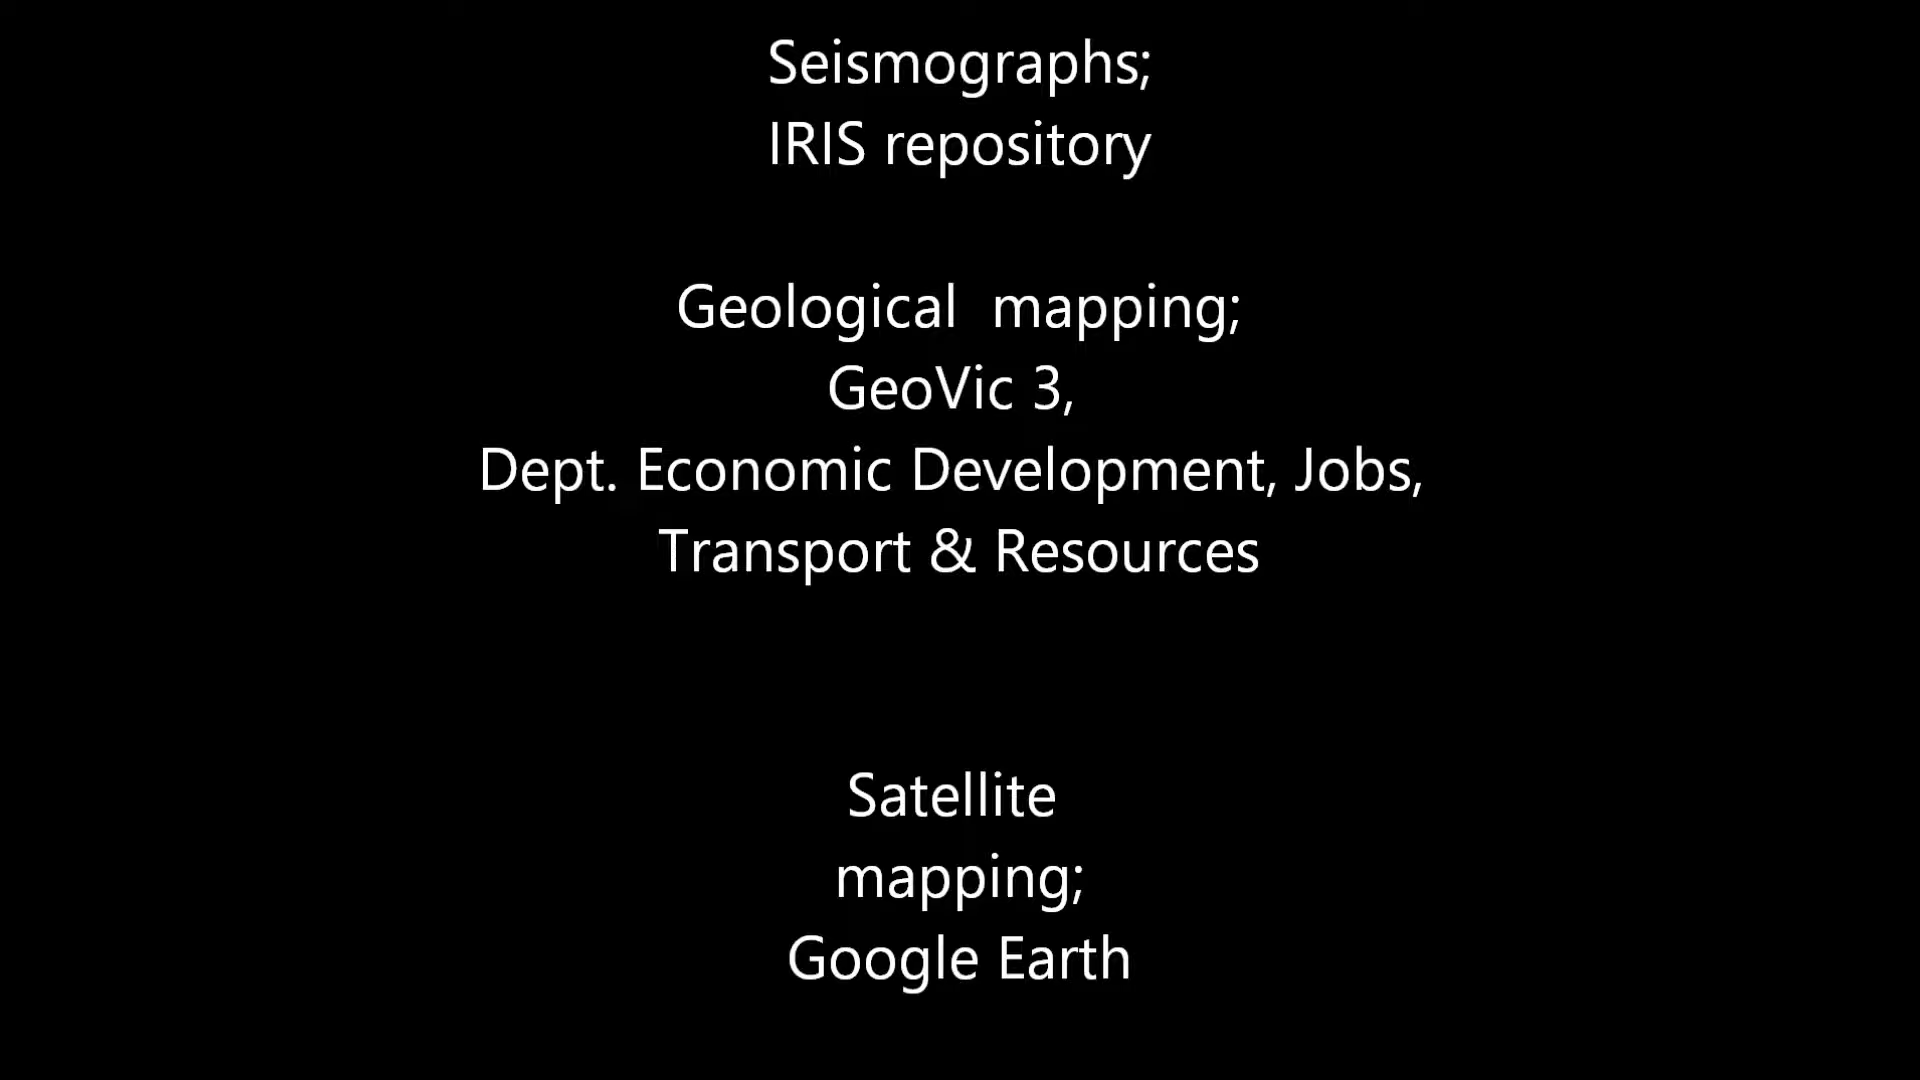 Seismographs;
IRIS repository
Geological  mapping;
GeoVic 3,
Dept. Economic Development, Jobs,
Transport & Resources
Satellite
mapping;
Google Earth